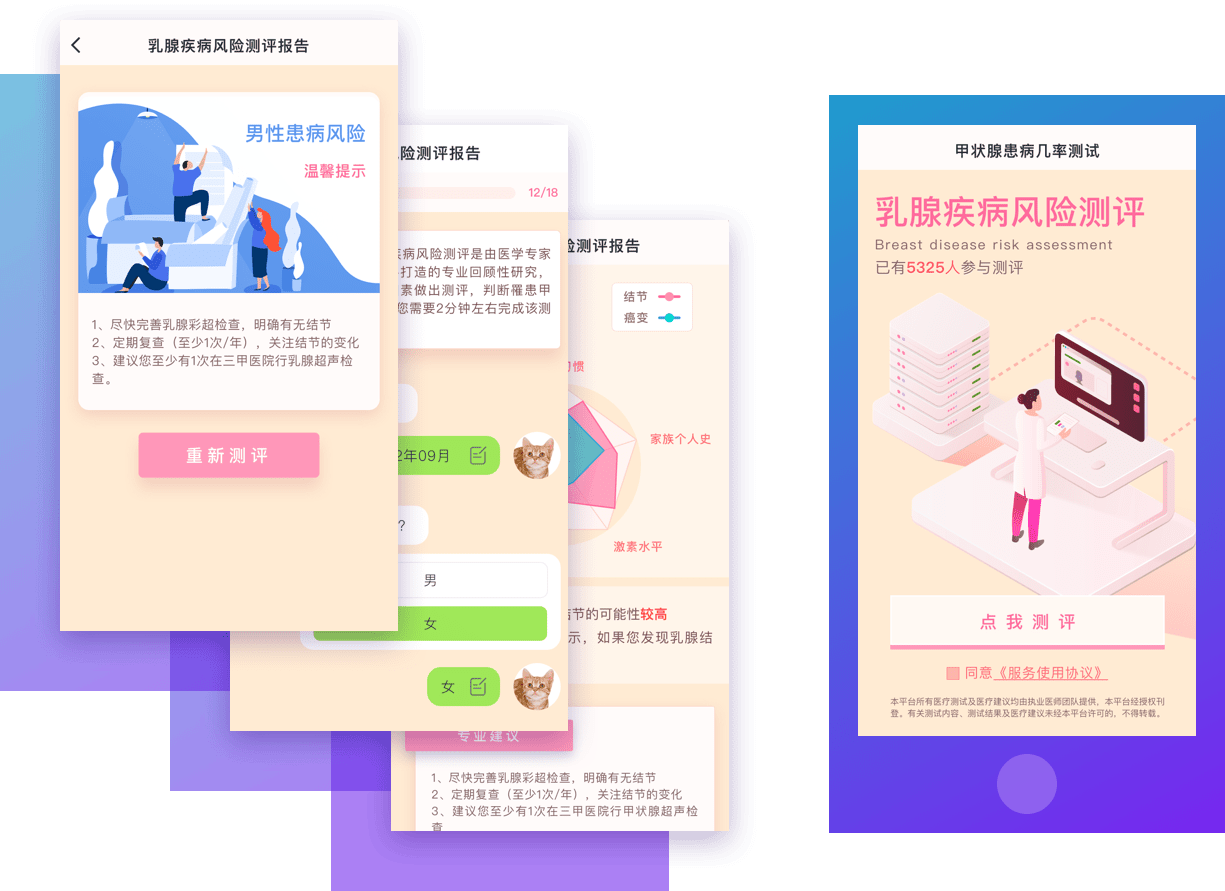 乳腺疾病风险测评报告
男性患病风险
温馨提示
1、尽快完善乳腺彩超检查，明确有无结节
2、定期复查（至少1次/年），关注结节的变化
3、建议您至少有1次在三甲医院行乳腺超声检
查。
重新测评
险测评报告
12/18
疾病风险测评是由医学专家
打造的专业回顾性研究，
素做出测评，判断罹患甲
您需要2分钟左右完成该测
2年09月
?
男
女
女
险测评报告
结节
癌变
习惯
家族个人史
激素水平
结节的可能性较高
示，如果您发现乳腺结
专业建议
1、尽快完善乳腺彩超检查，明确有无结节
2、定期复查（至少1次/年），关注结节的变化
3、建议您至少有1次在三甲医院行甲状腺超声检
查
甲状腺患病几率测试
乳腺疾病风险测评
Breast disease risk assessment
已有5325人参与测评
点我测评
同意《服务使用协议》
本平台所有医疗测试及医疗建议均由执业医师团队提供，本平台经授权刊
登。有关测试内容、测试结果及医疗建议未经本平台许可的，不得转载。